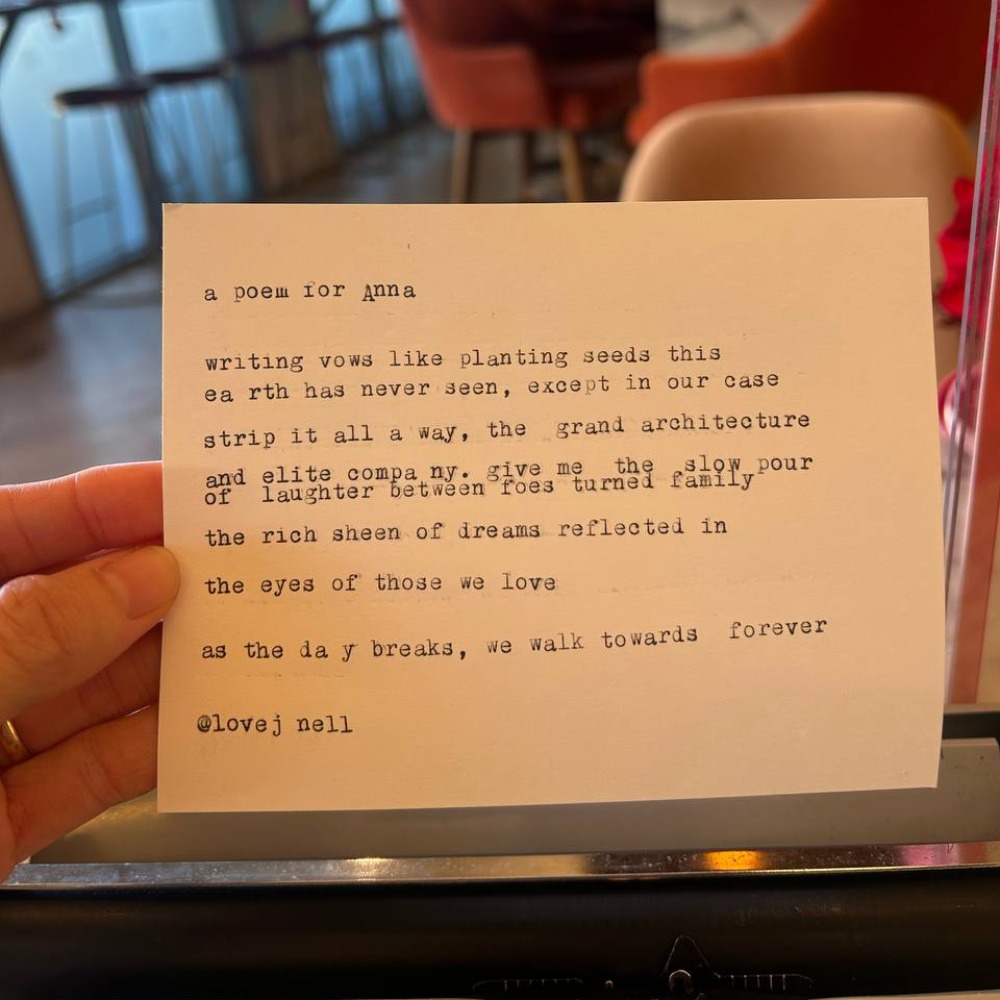 a poem for Anna
writing vows like planting seeds this
ea rth has never seen, except in our case
strip it all a way, the grand architecture
and elite compa ny. give me the slow pour
of laughter between foes turned family
the rich sheen of dreams reflected in
the eyes of those we love
as the da y breaks, we walk towards forever
@lovej nell